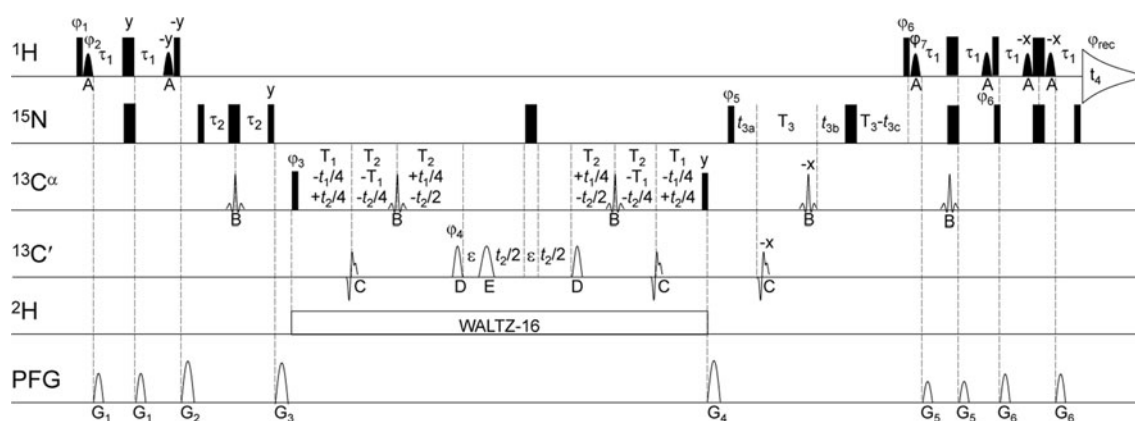 φ1 y -y φ6
φ2 τ1 τ1 -y φ7 τ1 τ1 -x τ1 -x τ1 φrec
1H A A A A A A t4
y φ5 φ6
15N τ2 τ2 t3a T3 t3b T3-t3c
φ3 T1 T2 T2 T2 T2 T1 y -x
-t1/4 -T1 +t1/4 +t1/4 -T1 -t1/4
13Cα +t2/4 -t2/4 -t2/2 -t2/2 -t2/4 +t2/4
B B B B B
φ4 -x
13C′ ε t2/2 ε t2/2
C D E D C C
2H WALTZ-16
PFG
G1 G1 G2 G3 G4 G5 G5 G6 G6